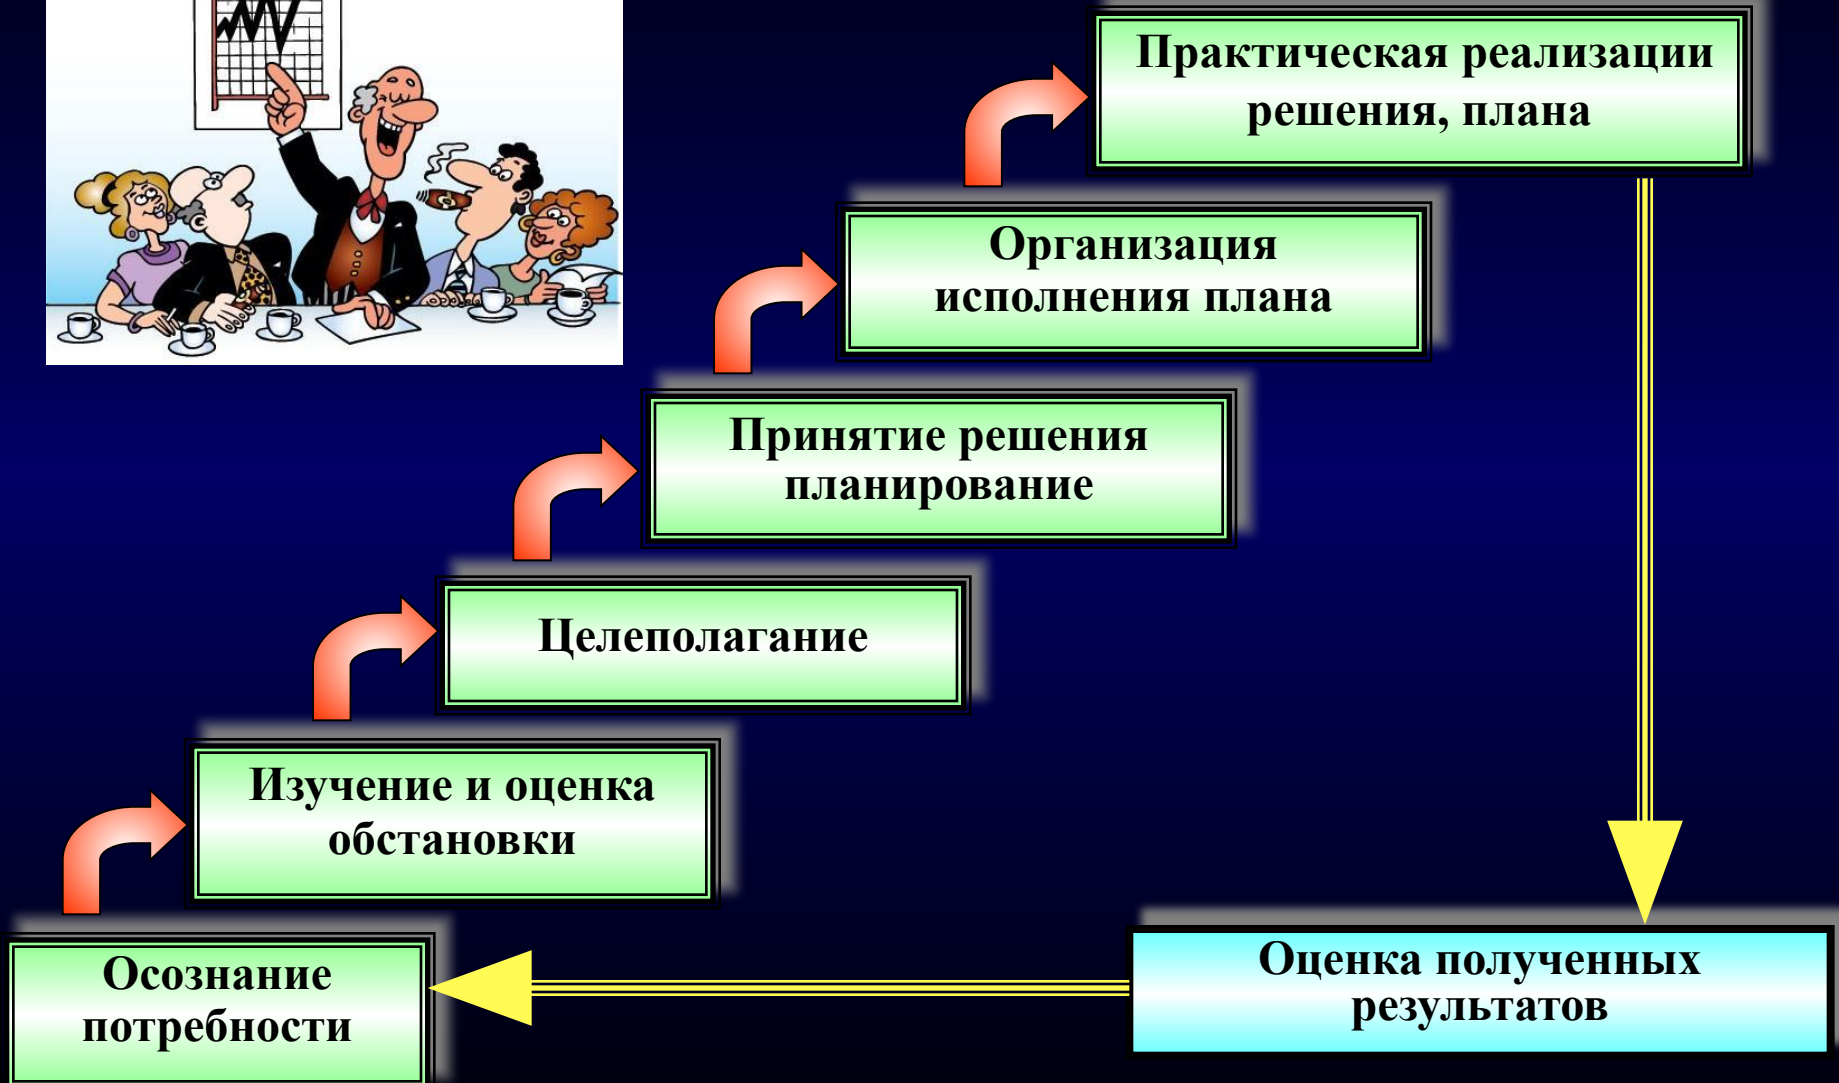 Практическая реализации
решения, плана
Организация
исполнения плана
Принятие решения
планирование
Целеполагание
Изучение и оценка
обстановки
Осознание
потребности
Оценка полученных
результатов